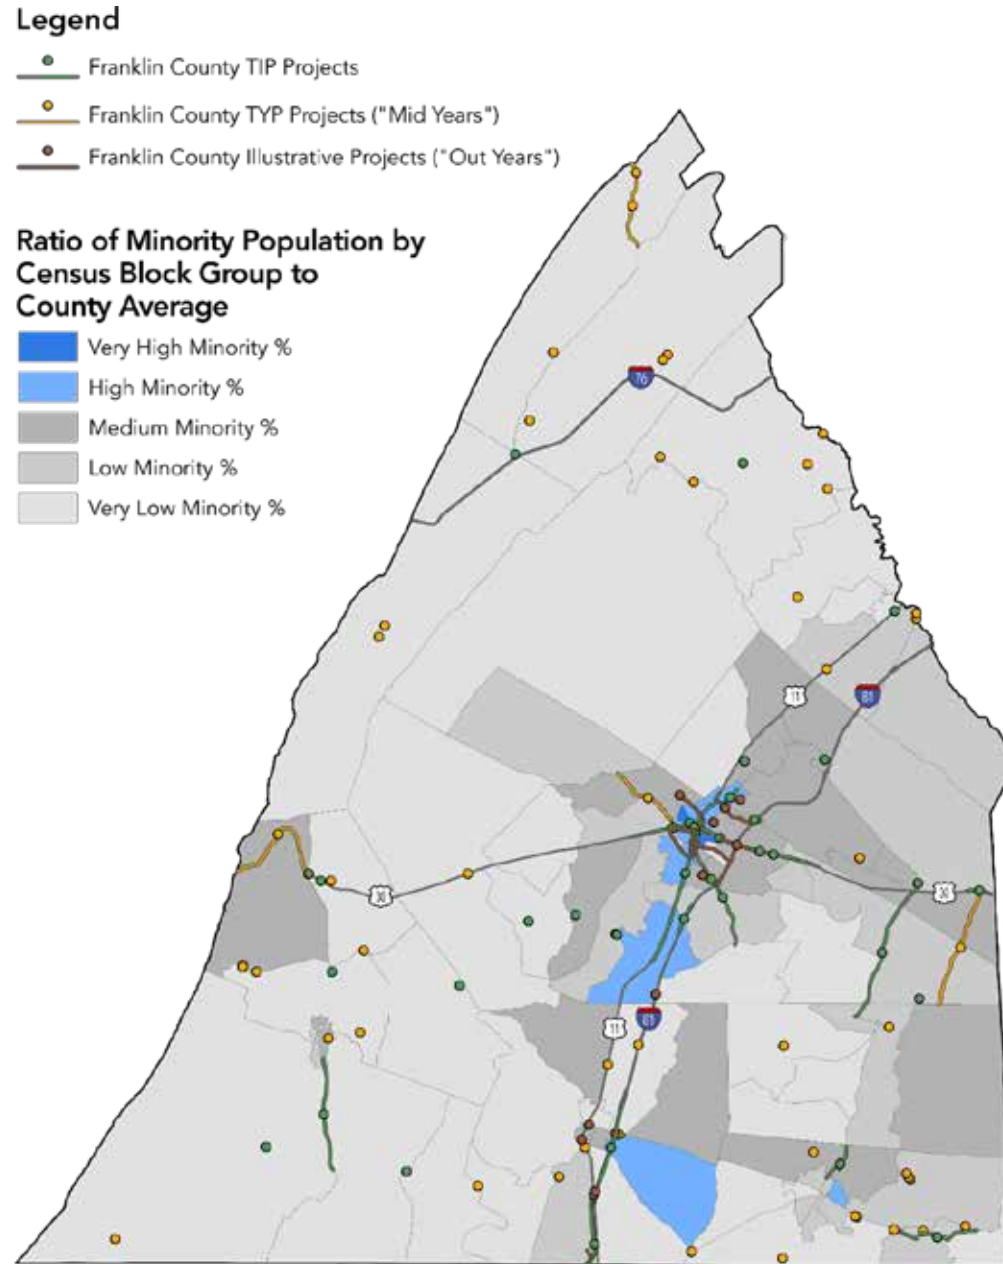 Legend
Franklin County TIP Projects
Franklin County TYP Projects ("Mid Years")
Franklin County Illustrative Projects ("Out Years")
Ratio of Minority Population by
Census Block Group to
County Average
Very High Minority %
High Minority %
Medium Minority %
Low Minority %
Very Low Minority %
76
11
81
30
30
11
81